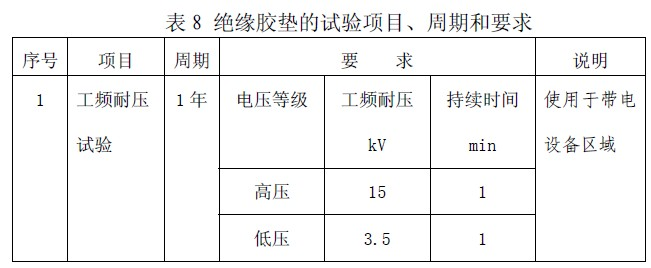 表 8 绝缘胶垫的试验项目、周期和要求
序号 项目 周期 要 求 说明
1 工频耐压 1 年 电压等级 工频耐压 持续时间 使用于带电
试验 kV min 设备区域
高压 15 1
低压 3.5 1